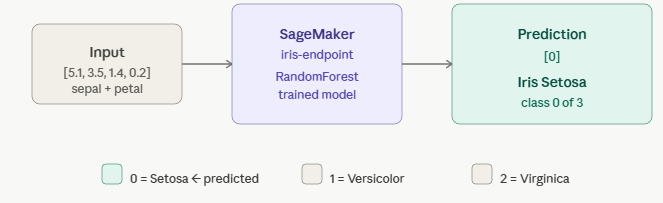 Input
[5.1, 3.5, 1.4, 0.2]
sepal + petal
SageMaker
iris-endpoint
RandomForest
trained model
Prediction
[0]
Iris Setosa
class 0 of 3
0 = Setosa ← predicted
1 = Versicolor
2 = Virginica